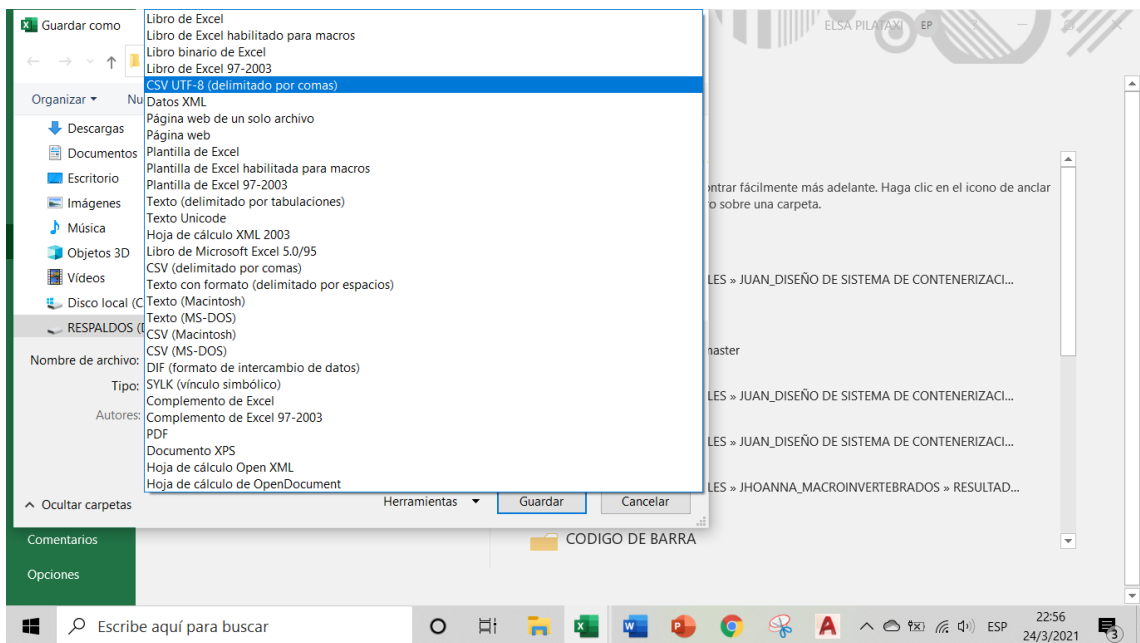 Guardar como
ELSA PILATAXI EP ?
Organizar
Nu
Descargas
Documentos
Escritorio
Imágenes
Música
Objetos 3D
Vídeos
Disco local (C
RESPALDOS (
Nombre de archivo:
Tipo:
Autores:
Libro de Excel
Libro de Excel habilitado para macros
Libro binario de Excel
Libro de Excel 97-2003
CSV UTF-8 (delimitado por comas)
Datos XML
Página web de un solo archivo
Página web
Plantilla de Excel
Plantilla de Excel habilitada para macros
Plantilla de Excel 97-2003
Texto (delimitado por tabulaciones)
Texto Unicode
Hoja de cálculo XML 2003
Libro de Microsoft Excel 5.0/95
CSV (delimitado por comas)
Texto con formato (delimitado por espacios)
Texto (Macintosh)
Texto (MS-DOS)
CSV (Macintosh)
CSV (MS-DOS)
DIF (formato de intercambio de datos)
SYLK (vínculo simbólico)
Complemento de Excel
Complemento de Excel 97-2003
PDF
Documento XPS
Hoja de cálculo Open XML
Hoja de cálculo de OpenDocument
Ocultar carpetas
Herramientas
Guardar
Cancelar
ntrar fácilmente más adelante. Haga clic en el icono de anclar
o sobre una carpeta.
LES » JUAN_DISEÑO DE SISTEMA DE CONTENERIZACI...
master
LES » JUAN_DISEÑO DE SISTEMA DE CONTENERIZACI...
LES » JUAN_DISEÑO DE SISTEMA DE CONTENERIZACI...
LES » JHOANNA_MACROINVERTEBRADOS » RESULTAD...
CODIGO DE BARRA
Comentarios
Opciones
Escribe aquí para buscar
ESP
22:56
24/3/2021
3